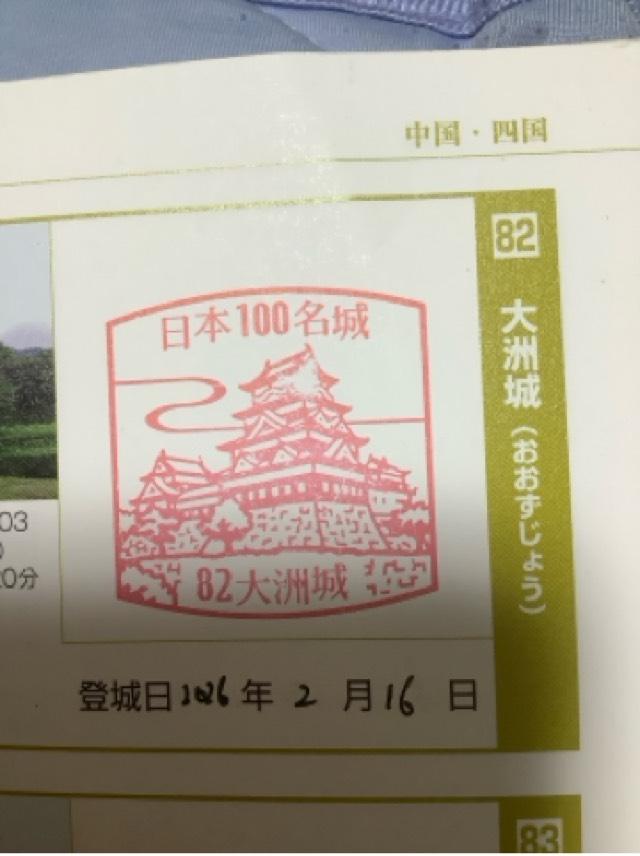 中国・四国
82
大洲城(おおずじょう)
日本100名城
82大洲城
03
0分
登城日2026年 2 月16 日
83